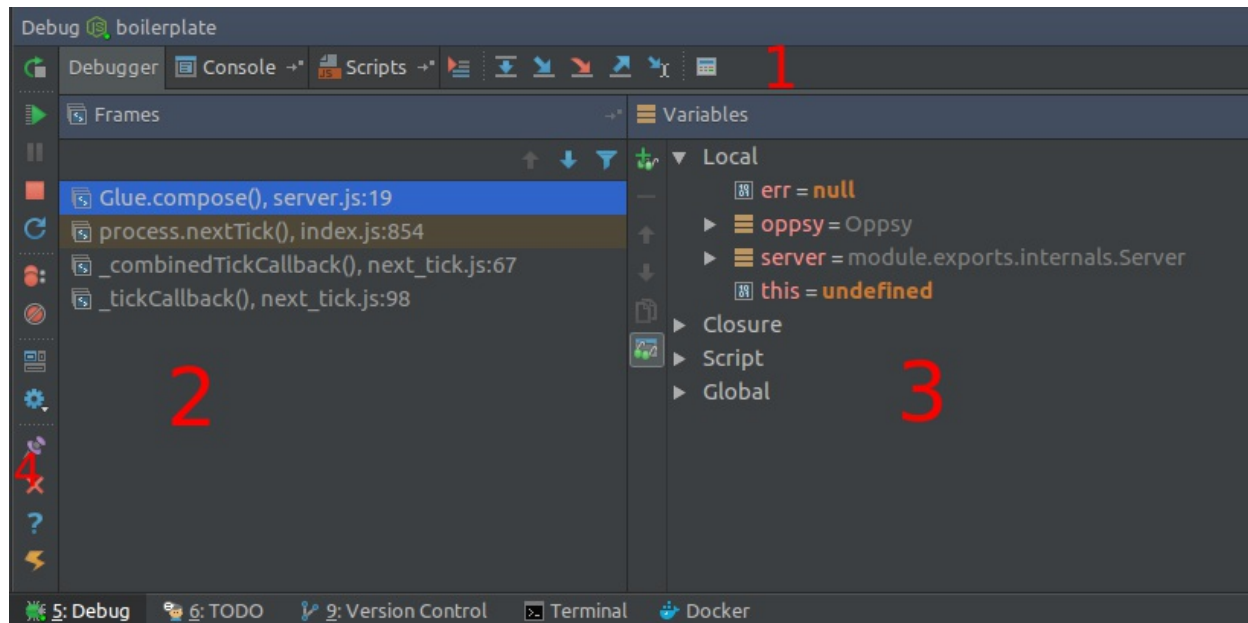 Debug boilerplate
Debugger Console Scripts 1
Frames Variables
Local
Glue.compose(), server.js:19 err = null
process.nextTick(), index.js:854 oppsy = Oppsy
_combinedTickCallback(), next_tick.js:67 server = module.exports.internals.Server
_tickCallback(), next_tick.js:98 this = undefined
Closure
Script
Global
2 3
4
5: Debug 6: TODO 9: Version Control Terminal Docker